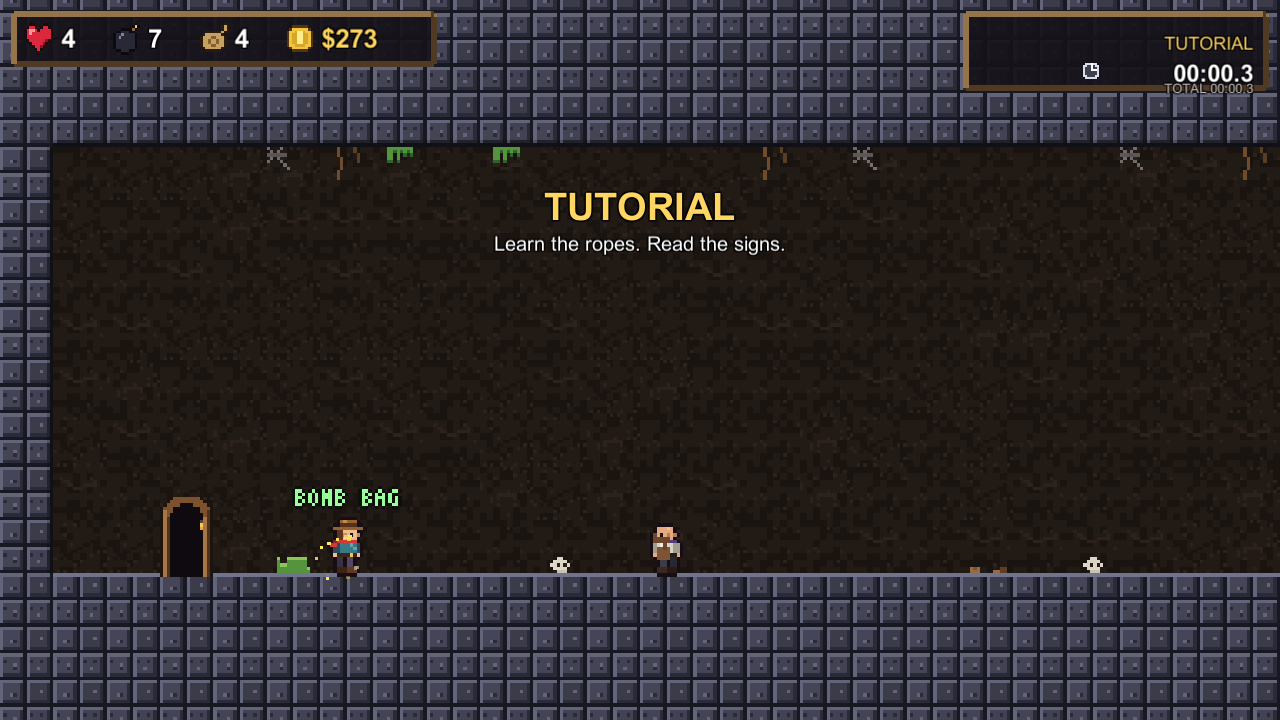 4 7 4 $273
TUTORIAL
00:00.3
TOTAL 00:00.3
TUTORIAL
Learn the ropes. Read the signs.
BOMB BAG